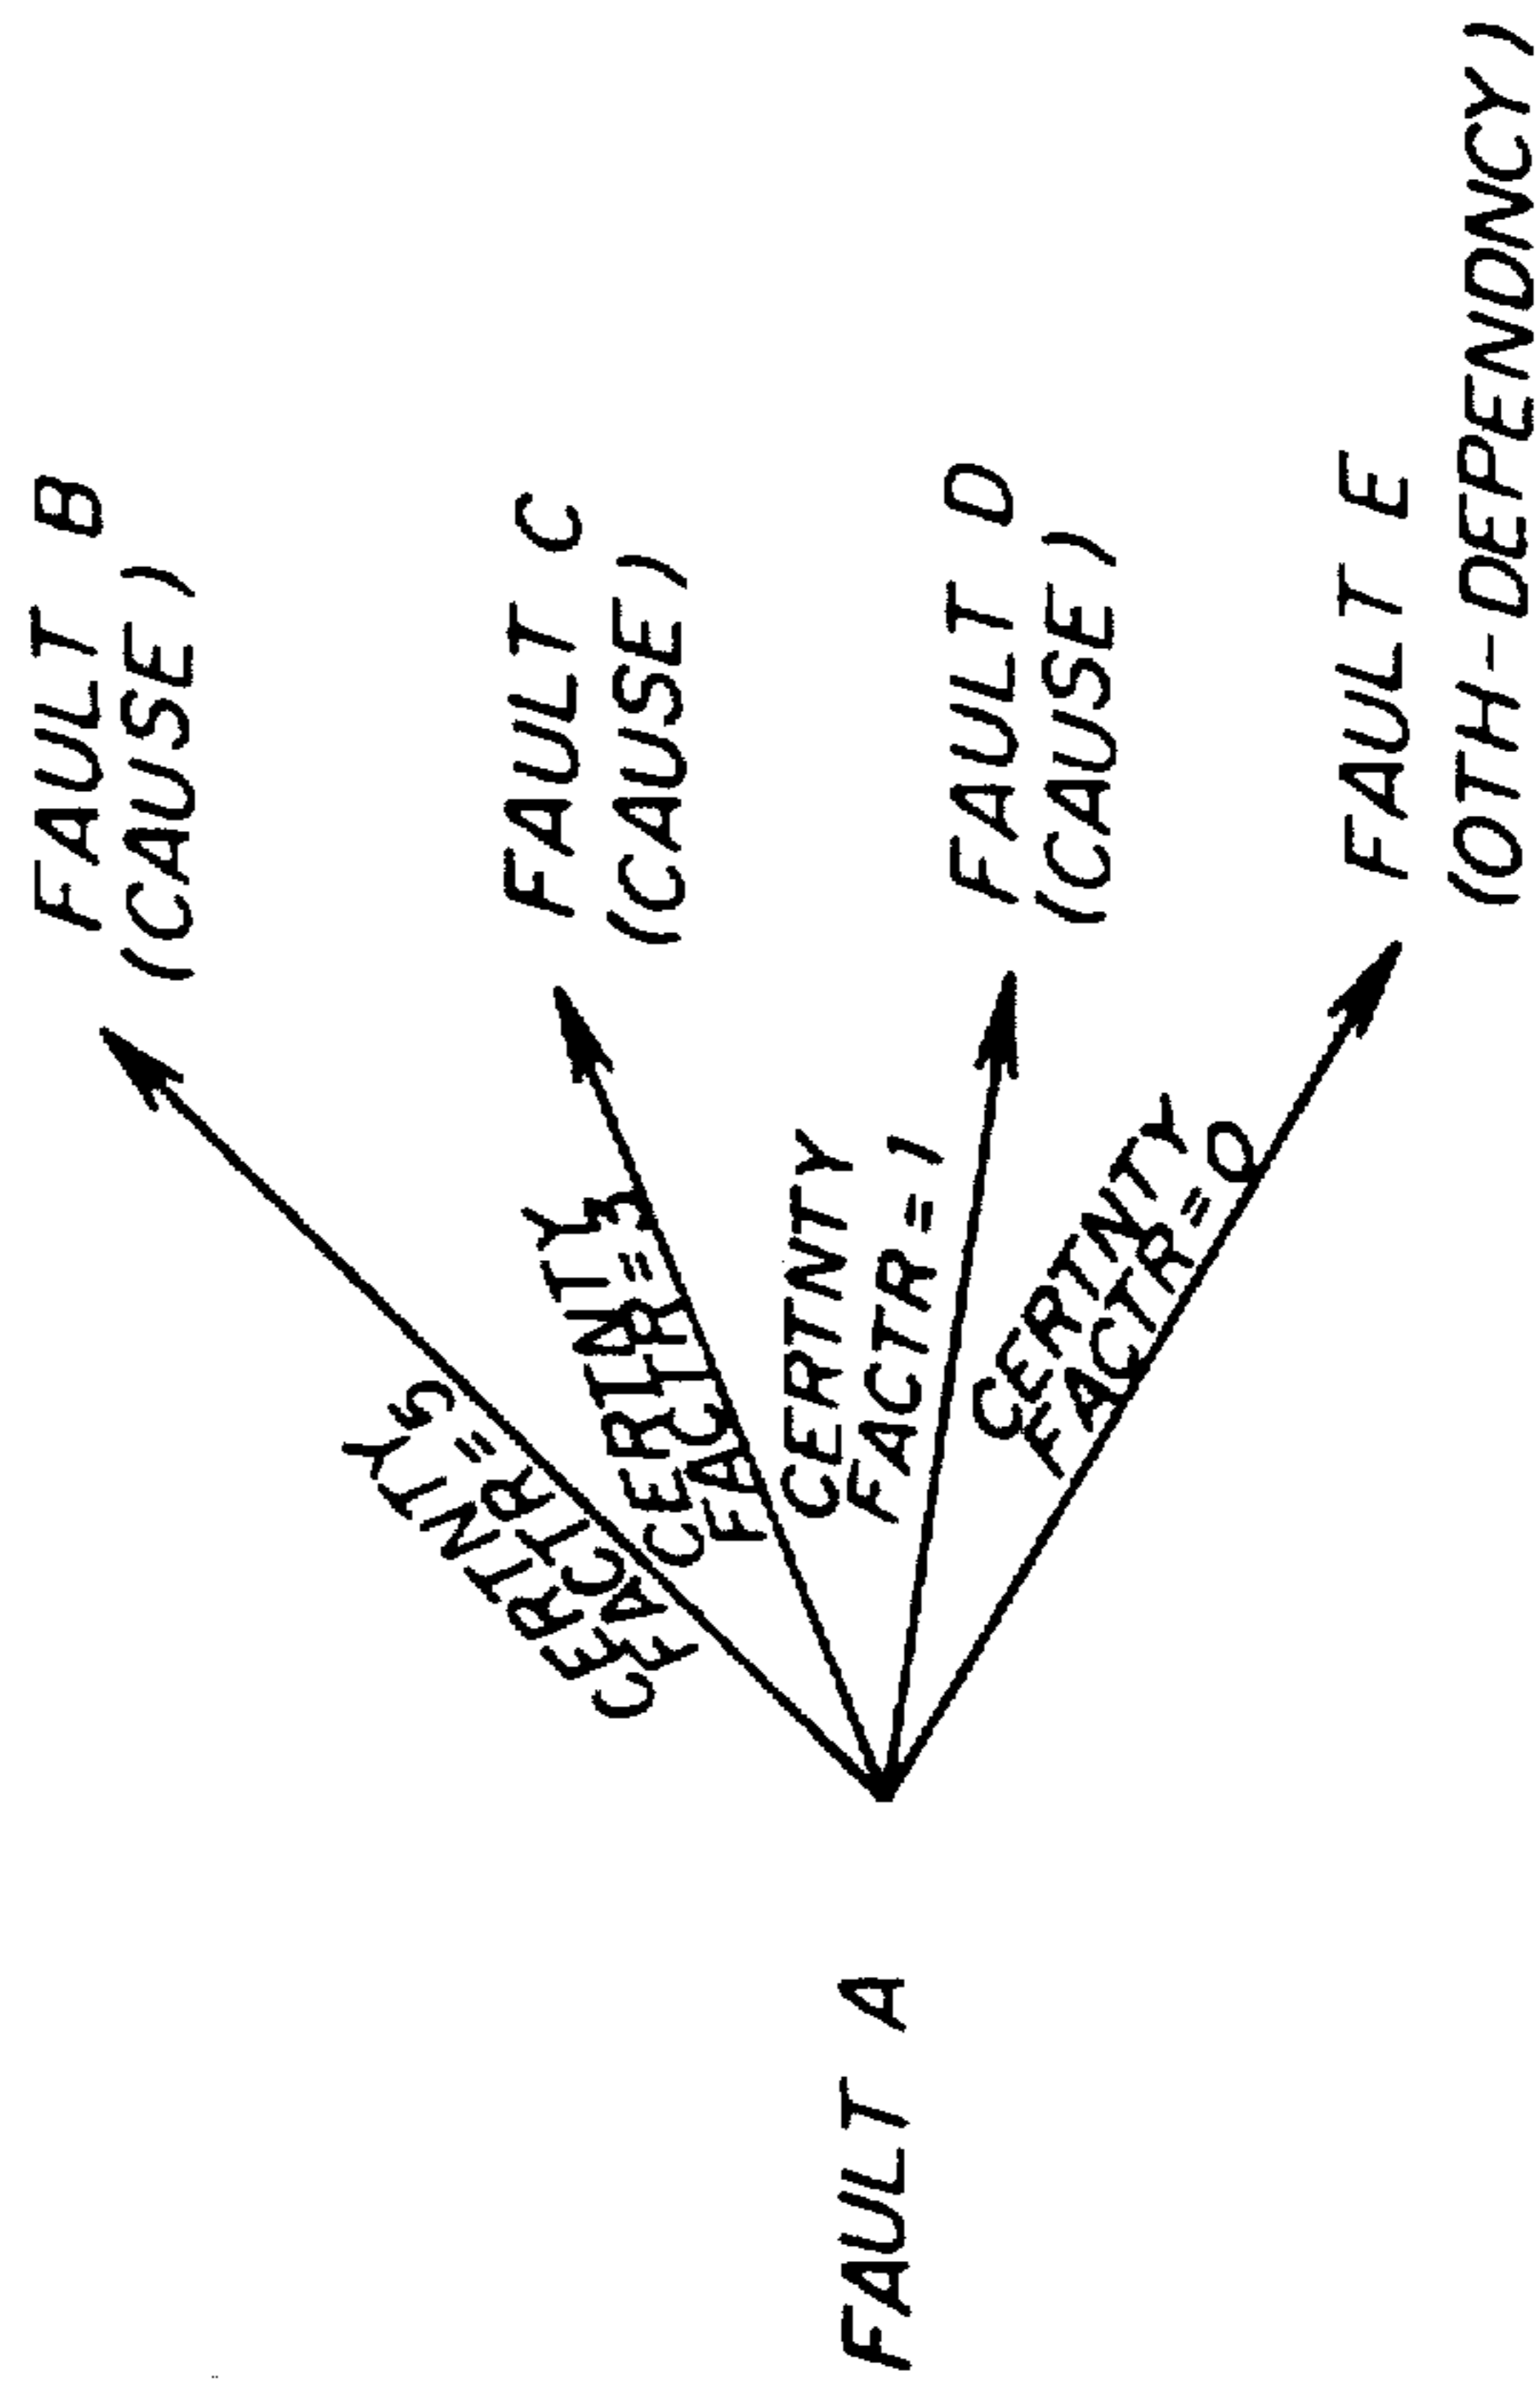 FAULT B
(CAUSE)
CERTNTY
FACTR=5
FAULT C
(CAUSE)
CERTNTY
FACTR=3
FAULT A
CERTNTY
FACTR=1
FAULT D
(CAUSE)
CERTNTY
FACTR=0
FAULT E
(OTH-DEPENDNCY)